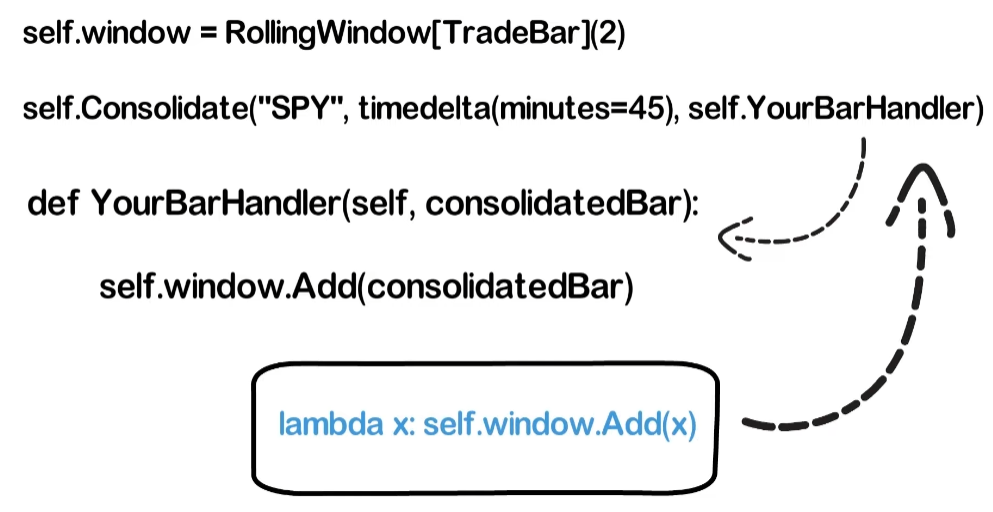 self.window = RollingWindow[TradeBar](2)
self.Consolidate("SPY", timedelta(minutes=45), self.YourBarHandler)
def YourBarHandler(self, consolidatedBar):
self.window.Add(consolidatedBar)
lambda x: self.window.Add(x)